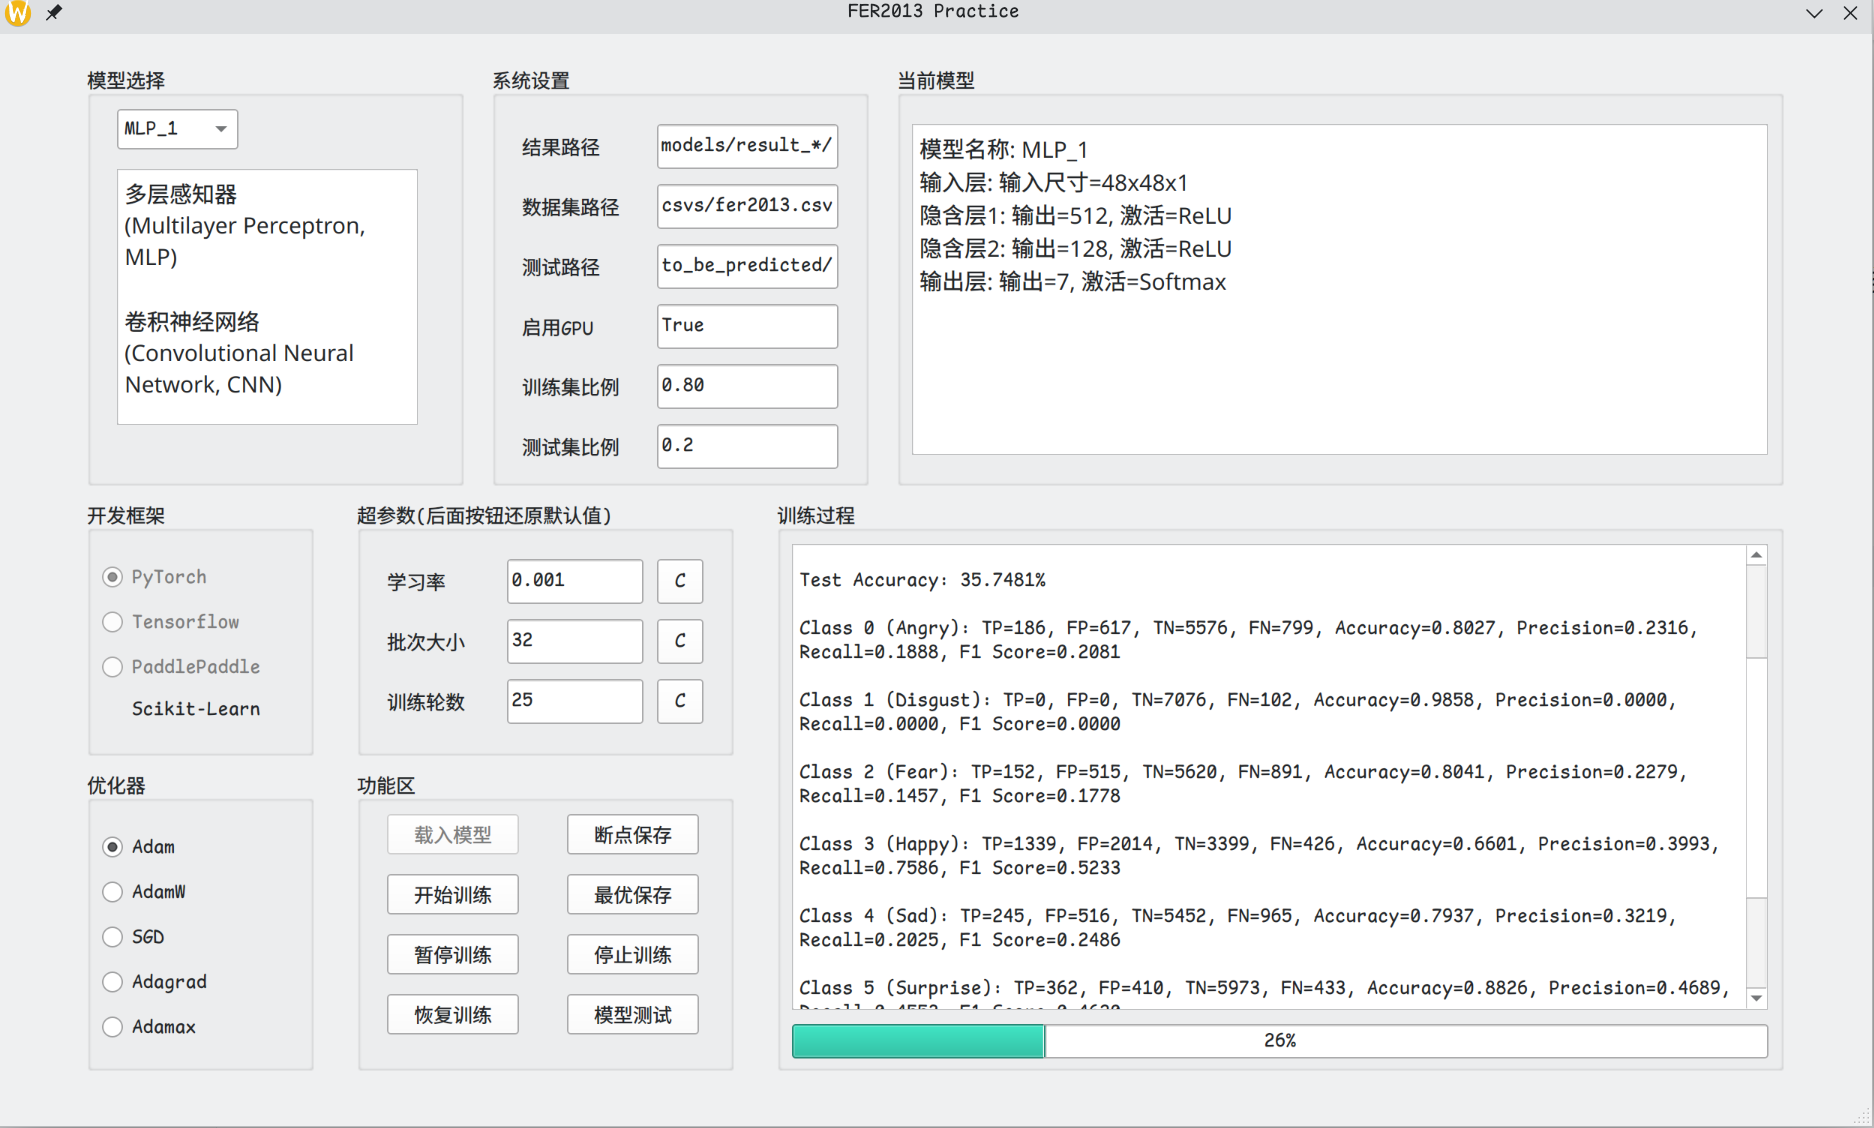 FER2013 Practice
模型选择
MLP_1
多层感知器
(Multilayer Perceptron,
MLP)
卷积神经网络
(Convolutional Neural
Network, CNN)
系统设置
结果路径 models/result_*/
数据集路径 csvs/fer2013.csv
测试路径 to_be_predicted/
启用GPU True
训练集比例 0.80
测试集比例 0.2
当前模型
模型名称: MLP_1
输入层: 输入尺寸=48x48x1
隐含层1: 输出=512, 激活=ReLU
隐含层2: 输出=128, 激活=ReLU
输出层: 输出=7, 激活=Softmax
开发框架
PyTorch
Tensorflow
PaddlePaddle
Scikit-Learn
超参数(后面按钮还原默认值)
学习率 0.001 C
批次大小 32 C
训练轮数 25 C
优化器
Adam
AdamW
SGD
Adagrad
Adamax
功能区
载入模型 断点保存
开始训练 最优保存
暂停训练 停止训练
恢复训练 模型测试
训练过程
Test Accuracy: 35.7481%
Class 0 (Angry): TP=186, FP=617, TN=5576, FN=799, Accuracy=0.8027, Precision=0.2316,
Recall=0.1888, F1 Score=0.2081
Class 1 (Disgust): TP=0, FP=0, TN=7076, FN=102, Accuracy=0.9858, Precision=0.0000,
Recall=0.0000, F1 Score=0.0000
Class 2 (Fear): TP=152, FP=515, TN=5620, FN=891, Accuracy=0.8041, Precision=0.2279,
Recall=0.1457, F1 Score=0.1778
Class 3 (Happy): TP=1339, FP=2014, TN=3399, FN=426, Accuracy=0.6601, Precision=0.3993,
Recall=0.7586, F1 Score=0.5233
Class 4 (Sad): TP=245, FP=516, TN=5452, FN=965, Accuracy=0.7937, Precision=0.3219,
Recall=0.2025, F1 Score=0.2486
Class 5 (Surprise): TP=362, FP=410, TN=5973, FN=433, Accuracy=0.8826, Precision=0.4689,
26%